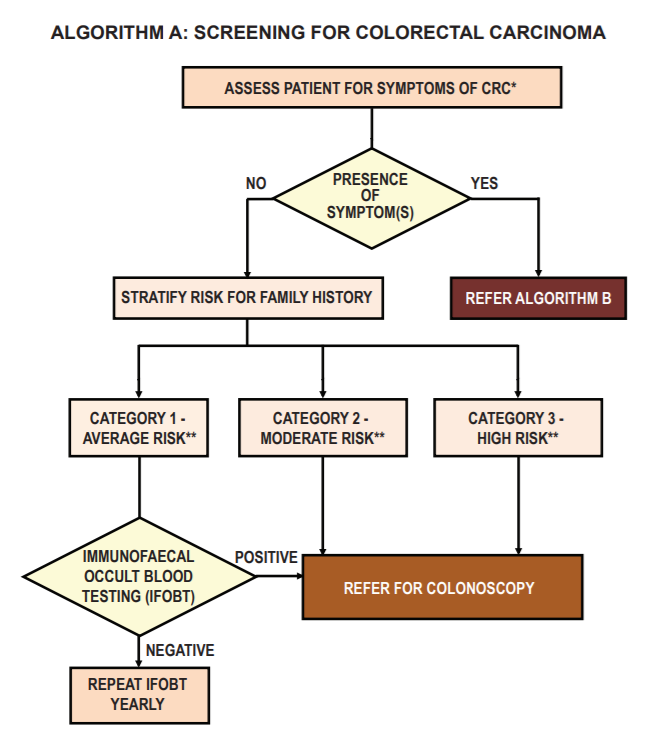 ALGORITHM A: SCREENING FOR COLORECTAL CARCINOMA
ASSESS PATIENT FOR SYMPTOMS OF CRC*
PRESENCE
OF
SYMPTOM(S)
NO
YES
STRATIFY RISK FOR FAMILY HISTORY
REFER ALGORITHM B
CATEGORY 1 -
AVERAGE RISK**
CATEGORY 2 -
MODERATE RISK**
CATEGORY 3 -
HIGH RISK**
IMMUNOFAECAL
OCCULT BLOOD
TESTING (IFOBT)
POSITIVE
REFER FOR COLONOSCOPY
NEGATIVE
REPEAT IFOBT
YEARLY